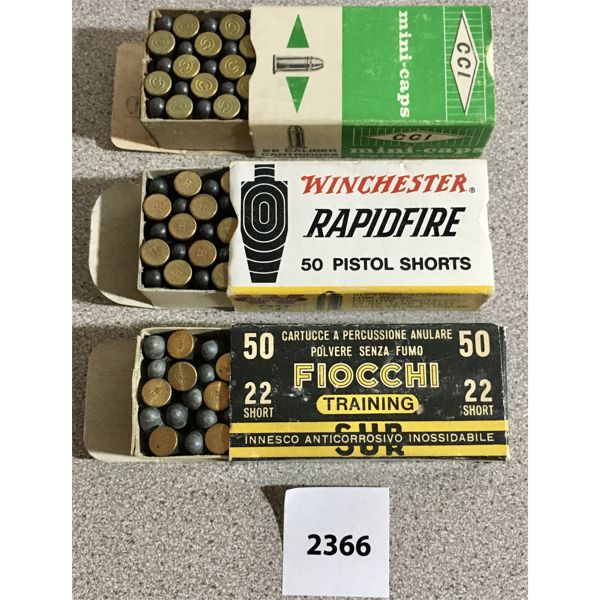 mini-caps
CCI
CCI
22 CALIBER
CARTRIDGES
mini-caps
WINCHESTER®
RAPIDFIRE
50 PISTOL SHORTS
50 CARTUCCE A PERCUSSIONE ANULARE 50
POLVERE SENZA FUMO
FIOCCHI
22 TRAINING 22
SHORT SHORT
SUR
INNESCO ANTICORROSIVO INOSSIDABILE
SUR
2366